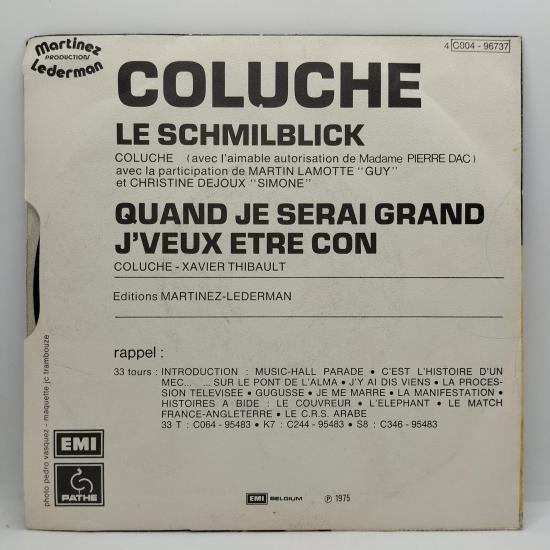 Martinez
PRODUCTIONS
Lederman
4 C004 - 96737
COLUCHE
LE SCHMILBLICK
COLUCHE (avec l'aimable autorisation de Madame PIERRE DAC)
avec la participation de MARTIN LAMOTTE "GUY"
et CHRISTINE DEJOUX "SIMONE"
QUAND JE SERAI GRAND
J'VEUX ETRE CON
COLUCHE - XAVIER THIBAULT
Editions MARTINEZ-LEDERMAN
rappel :
33 tours : INTRODUCTION : MUSIC-HALL PARADE • C'EST L'HISTOIRE D'UN
MEC... ... SUR LE PONT DE L'ALMA • J'Y AI DIS VIENS • LA PROCES-
SION TELEVISEE • GUGUSSE • JE ME MARRE • LA MANIFESTATION •
HISTOIRES A BIDE : LE COUVREUR • L'ELEPHANT • LE MATCH
FRANCE-ANGLETERRE • LE C.R.S. ARABE
33 T : C064 - 95483 • K7 : C244 - 95483 • S8 : C346 - 95483
photo pedro vasquez - maquette jc trambouze
EMI
PATHE
EMI BELGIUM ℗ 1975